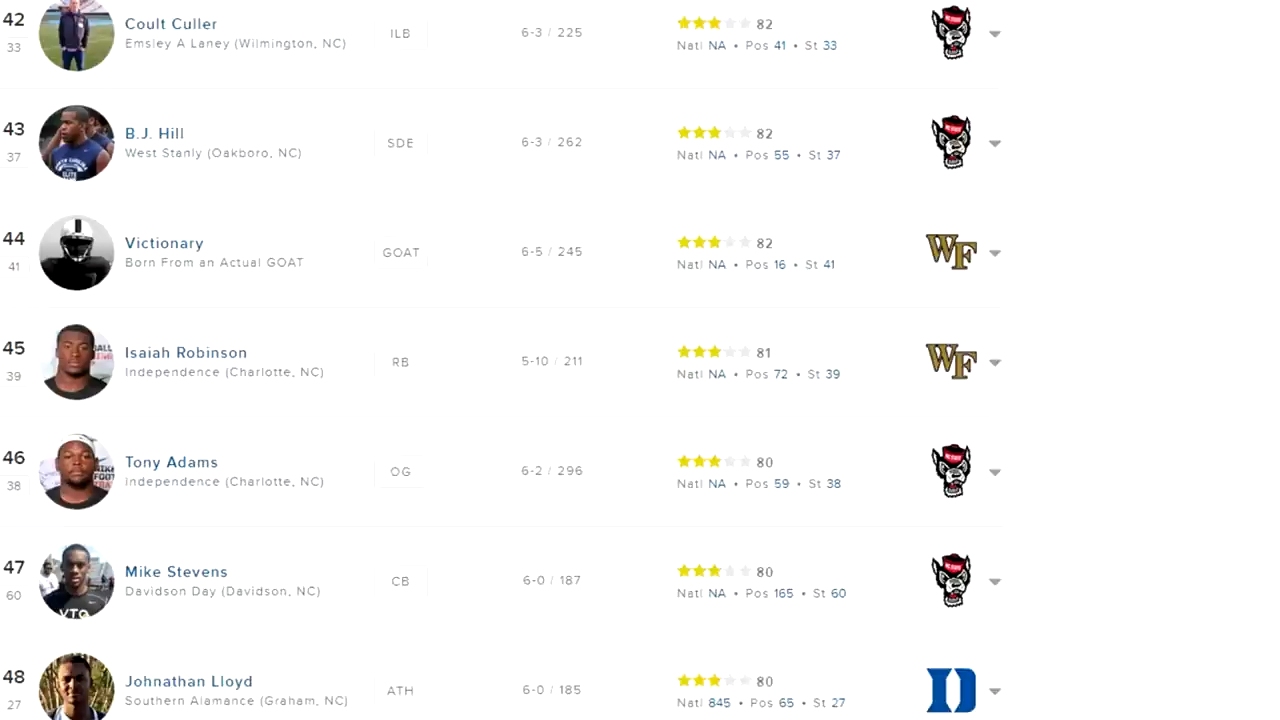 42
33
Coult Culler
Emsley A Laney (Wilmington, NC)
ILB
6-3 / 225
82
Natl NA • Pos 41 • St 33
43
37
B.J. Hill
West Stanly (Oakboro, NC)
SDE
6-3 / 262
82
Natl NA • Pos 55 • St 37
44
41
Victionary
Born From an Actual GOAT
GOAT
6-5 / 245
82
Natl NA • Pos 16 • St 41
WF
45
39
Isaiah Robinson
Independence (Charlotte, NC)
RB
5-10 / 211
81
Natl NA • Pos 72 • St 39
WF
46
38
Tony Adams
Independence (Charlotte, NC)
OG
6-2 / 296
80
Natl NA • Pos 59 • St 38
47
60
Mike Stevens
Davidson Day (Davidson, NC)
CB
6-0 / 187
80
Natl NA • Pos 165 • St 60
48
27
Johnathan Lloyd
Southern Alamance (Graham, NC)
ATH
6-0 / 185
80
Natl 845 • Pos 65 • St 27
D